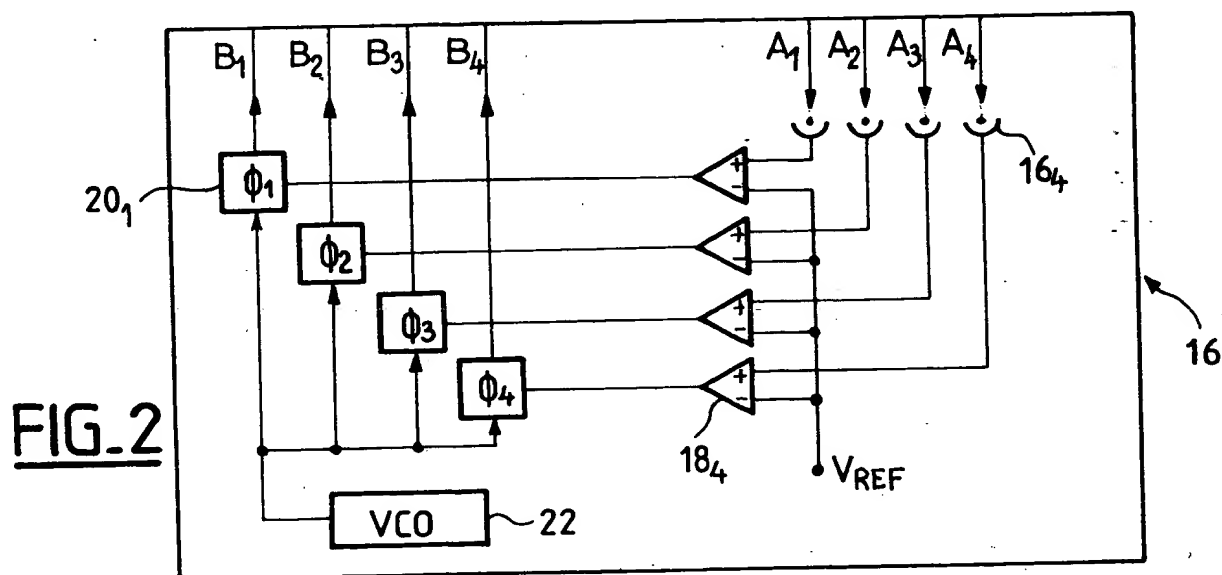 B₁ B₂ B₃ B₄ A₁ A₂ A₃ A₄
+
-
ϕ₁
16₄
20₁
+
-
ϕ₂
+
-
ϕ₃
16
+
-
ϕ₄
FIG_2
18₄
VREF
VCO
22